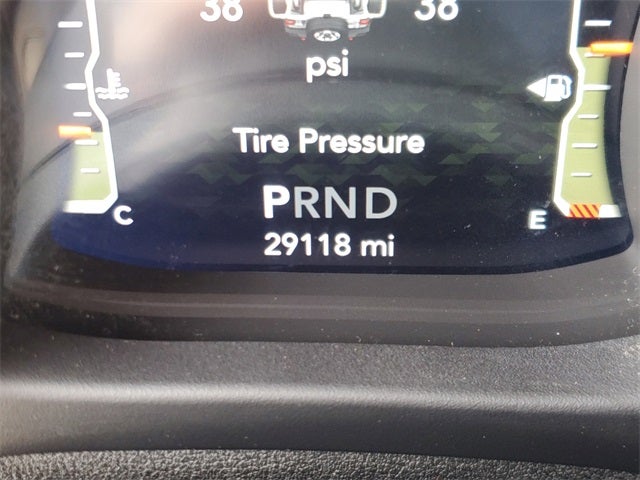 38 38
psi
Tire Pressure
PRND
C E
29118 mi